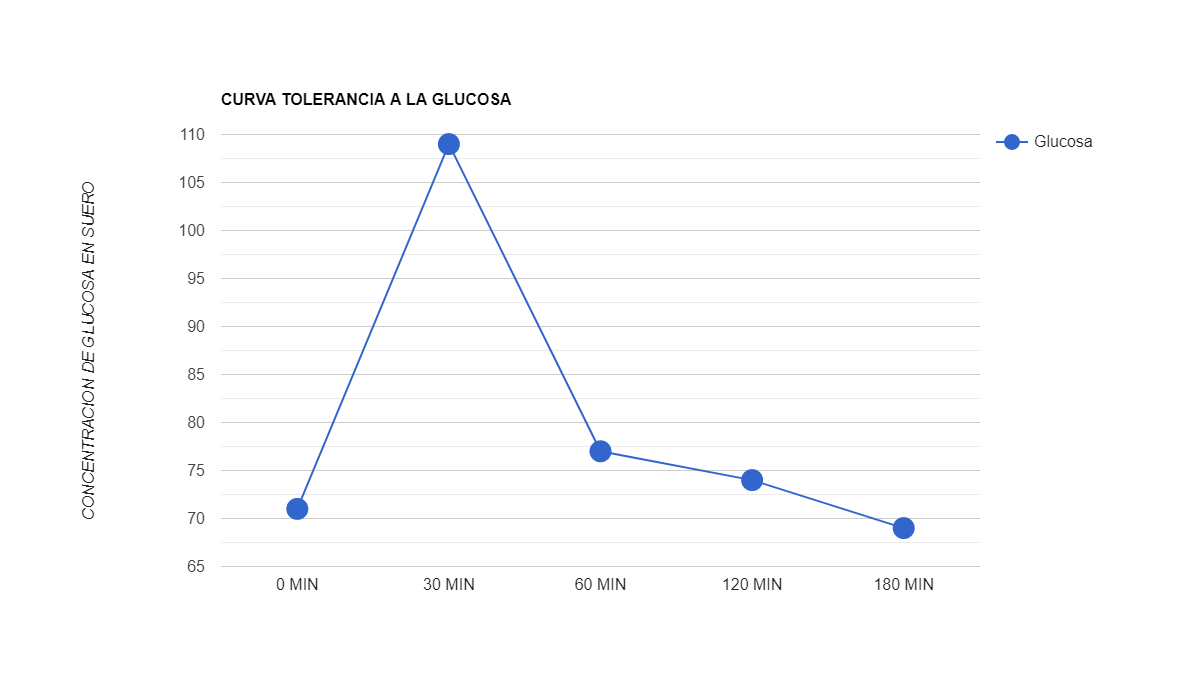 CURVA TOLERANCIA A LA GLUCOSA
Glucosa
CONCENTRACION DE GLUCOSA EN SUERO
110
105
100
95
90
85
80
75
70
65
0 MIN
30 MIN
60 MIN
120 MIN
180 MIN